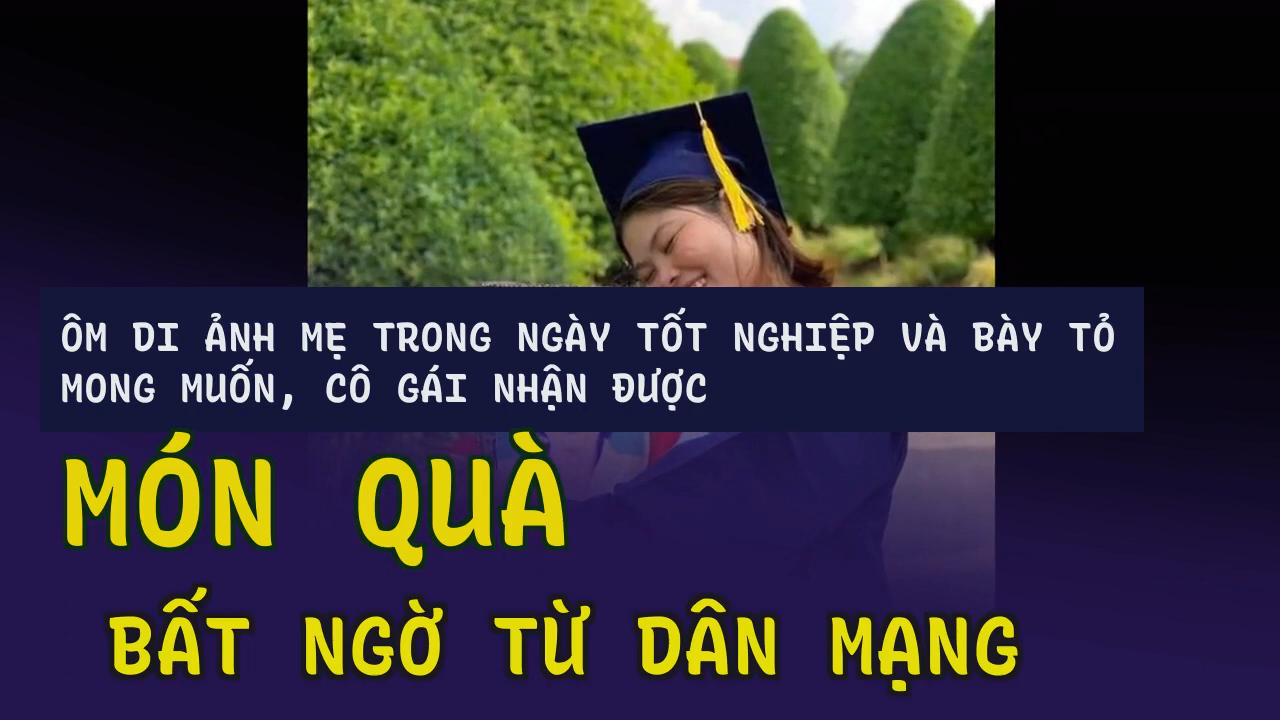 ÔM DI ẢNH MẸ TRONG NGÀY TỐT NGHIỆP VÀ BÀY TỎ
MONG MUỐN, CÔ GÁI NHẬN ĐƯỢC
MÓN QUÀ
BẤT NGỜ TỪ DÂN MẠNG